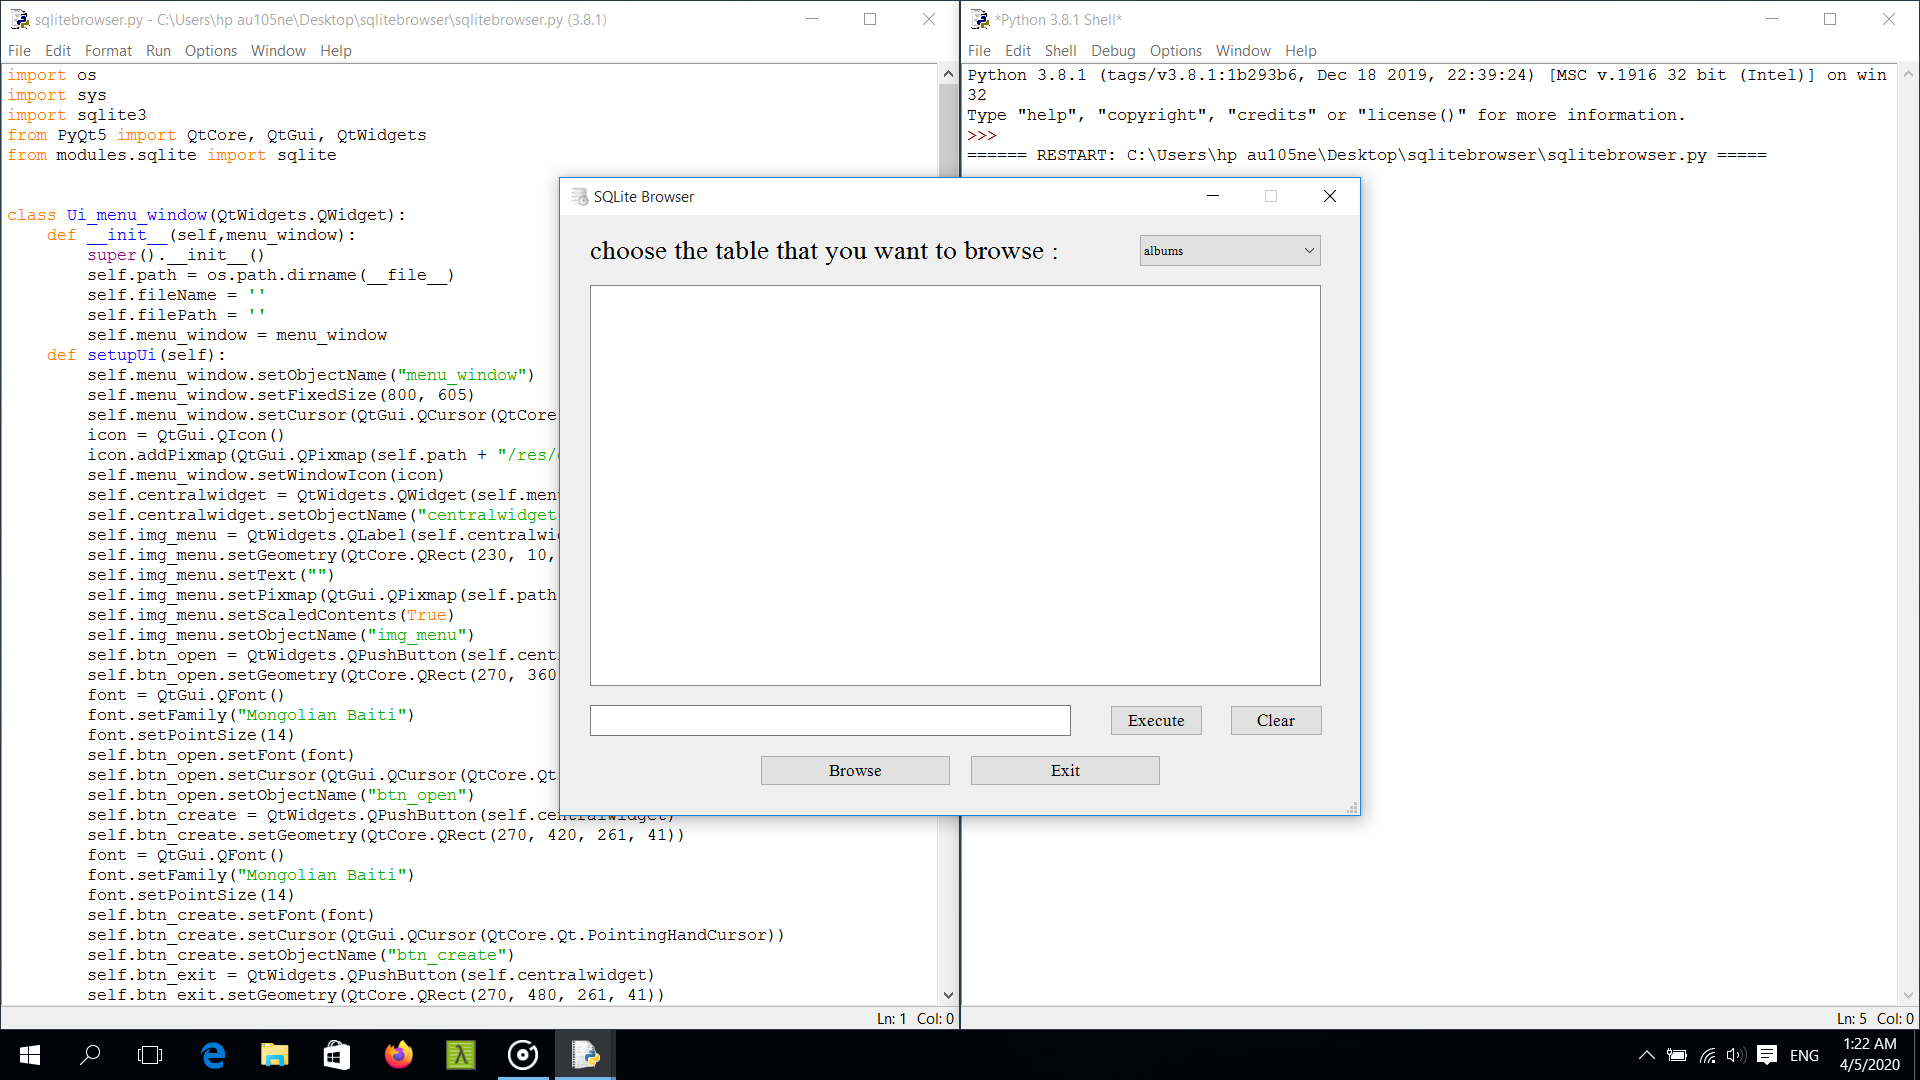 sqlitebrowser.py - C:\Users\hp au105ne\Desktop\sqlitebrowser\sqlitebrowser.py (3.8.1)
File Edit Format Run Options Window Help
import os
import sys
import sqlite3
from PyQt5 import QtCore, QtGui, QtWidgets
from modules.sqlite import sqlite
class Ui_menu_window(QtWidgets.QWidget):
    def __init__(self,menu_window):
        super().__init__()
        self.path = os.path.dirname(__file__)
        self.fileName = ''
        self.filePath = ''
        self.menu_window = menu_window
    def setupUi(self):
        self.menu_window.setObjectName("menu_window")
        self.menu_window.setFixedSize(800, 605)
        self.menu_window.setCursor(QtGui.QCursor(QtCore
        icon = QtGui.QIcon()
        icon.addPixmap(QtGui.QPixmap(self.path + "/res/
        self.menu_window.setWindowIcon(icon)
        self.centralwidget = QtWidgets.QWidget(self.men
        self.centralwidget.setObjectName("centralwidget
        self.img_menu = QtWidgets.QLabel(self.centralwi
        self.img_menu.setGeometry(QtCore.QRect(230, 10,
        self.img_menu.setText("")
        self.img_menu.setPixmap(QtGui.QPixmap(self.path
        self.img_menu.setScaledContents(True)
        self.img_menu.setObjectName("img_menu")
        self.btn_open = QtWidgets.QPushButton(self.cent
        self.btn_open.setGeometry(QtCore.QRect(270, 360
        font = QtGui.QFont()
        font.setFamily("Mongolian Baiti")
        font.setPointSize(14)
        self.btn_open.setFont(font)
        self.btn_open.setCursor(QtGui.QCursor(QtCore.Qt
        self.btn_open.setObjectName("btn_open")
        self.btn_create = QtWidgets.QPushButton(self.centralwidget)
        self.btn_create.setGeometry(QtCore.QRect(270, 420, 261, 41))
        font = QtGui.QFont()
        font.setFamily("Mongolian Baiti")
        font.setPointSize(14)
        self.btn_create.setFont(font)
        self.btn_create.setCursor(QtGui.QCursor(QtCore.Qt.PointingHandCursor))
        self.btn_create.setObjectName("btn_create")
        self.btn_exit = QtWidgets.QPushButton(self.centralwidget)
        self.btn_exit.setGeometry(QtCore.QRect(270, 480, 261, 41))
Ln: 1 Col: 0
*Python 3.8.1 Shell*
File Edit Shell Debug Options Window Help
Python 3.8.1 (tags/v3.8.1:1b293b6, Dec 18 2019, 22:39:24) [MSC v.1916 32 bit (Intel)] on win
32
Type "help", "copyright", "credits" or "license()" for more information.
>>>
====== RESTART: C:\Users\hp au105ne\Desktop\sqlitebrowser\sqlitebrowser.py =====
Ln: 5 Col: 0
SQLite Browser
choose the table that you want to browse :
albums
Execute
Clear
Browse
Exit
ENG
1:22 AM
4/5/2020